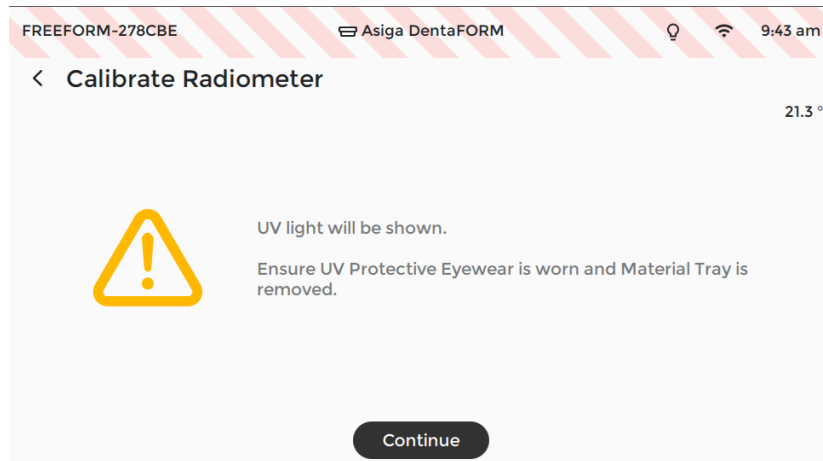 FREEFORM-278CBE
Asiga DentaFORM
9:43 am
Calibrate Radiometer
21.3 °
UV light will be shown.
Ensure UV Protective Eyewear is worn and Material Tray is
removed.
Continue